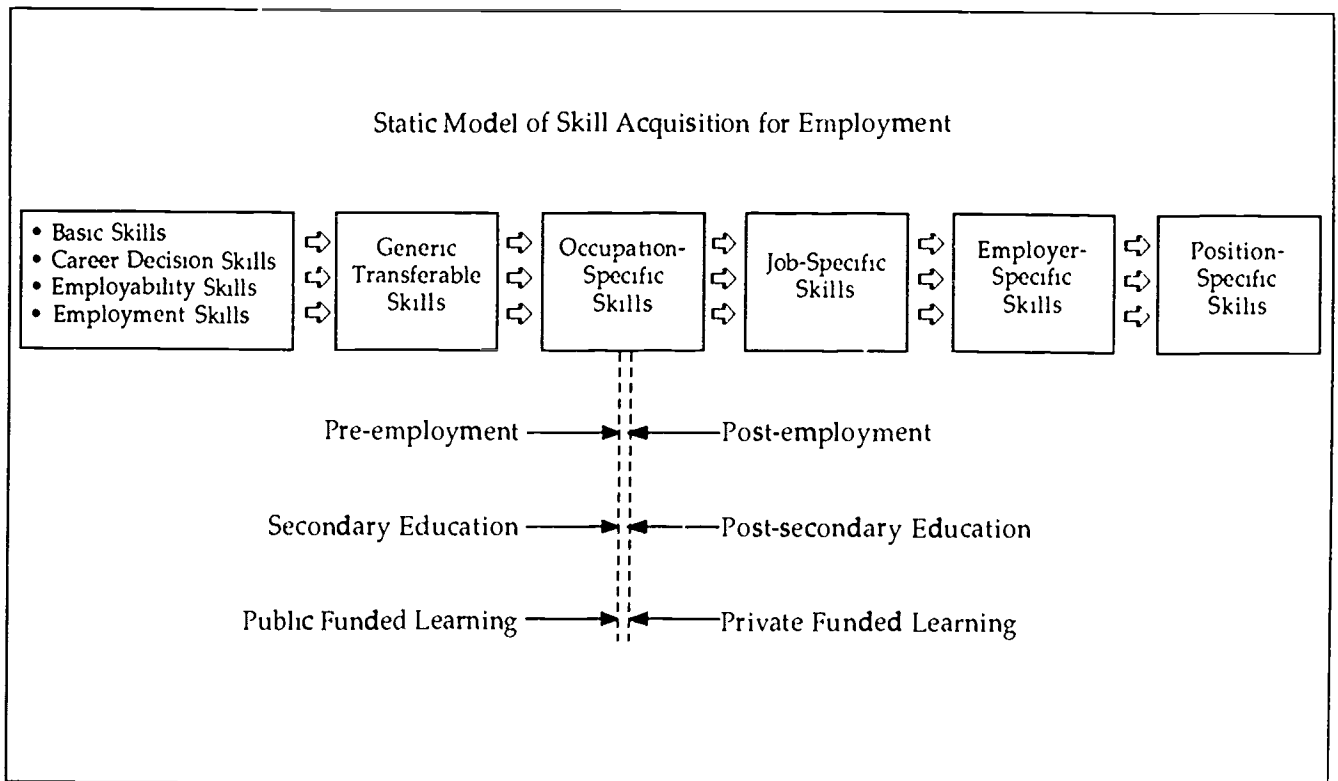 Static Model of Skill Acquisition for Employment
• Basic Skills
• Career Decision Skills
• Employability Skills
• Employment Skills
Generic
Transferable
Skills
Occupation-
Specific
Skills
Job-Specific
Skills
Employer-
Specific
Skills
Position-
Specific
Skills
Pre-employment
Post-employment
Secondary Education
Post-secondary Education
Public Funded Learning
Private Funded Learning